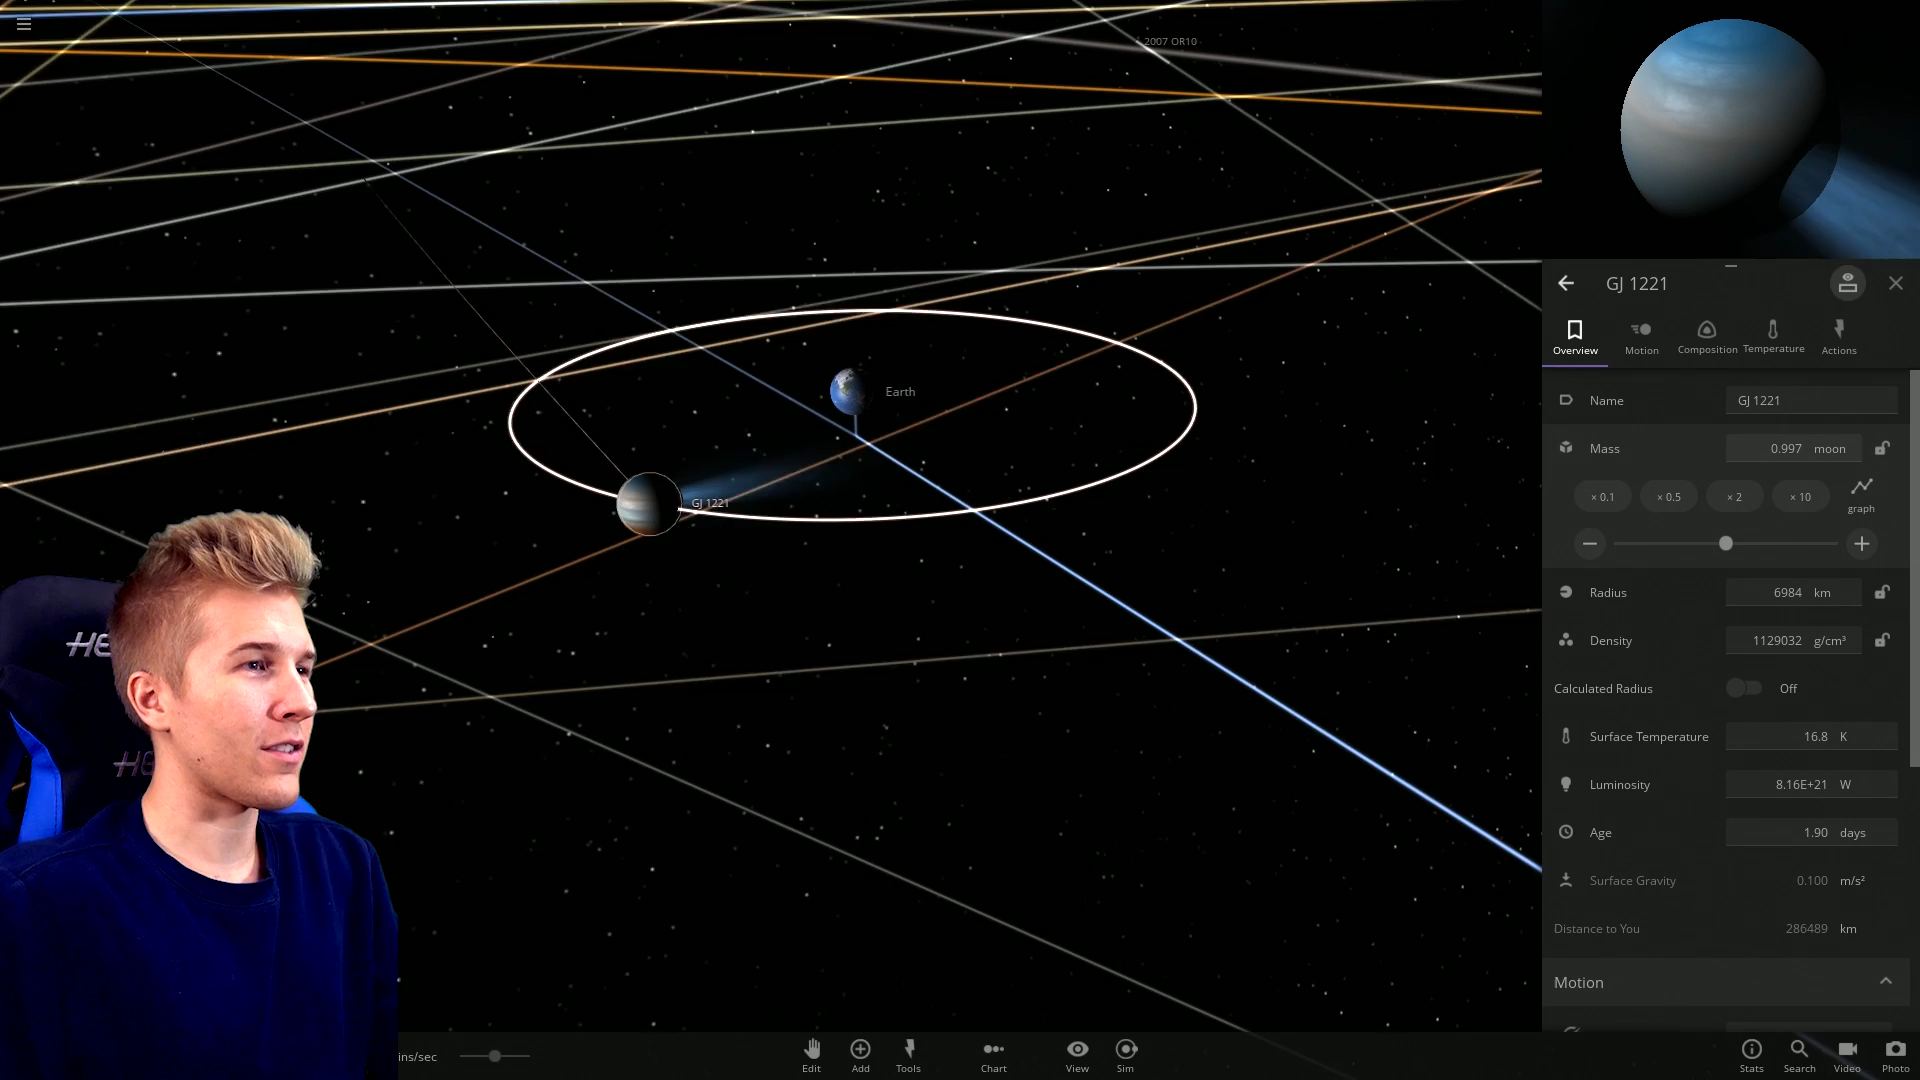 2007 OR10
Earth
GJ 1221
GJ 1221
Overview
Motion
Composition
Temperature
Actions
Name
GJ 1221
Mass
0.997 moon
× 0.1
× 0.5
× 2
× 10
graph
Radius
6984 km
Density
1129032 g/cm³
Calculated Radius
Off
Surface Temperature
16.8 K
Luminosity
8.16E+21 W
Age
1.90 days
Surface Gravity
0.100 m/s²
Distance to You
286489 km
Motion
ins/sec
Edit
Add
Tools
Chart
View
Sim
Stats
Search
Video
Photo